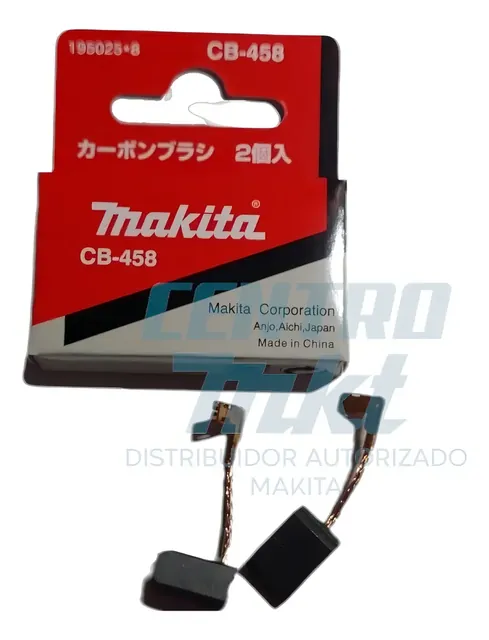 195025*8 CB-458
カーボンブラシ 2個入
makita®
CB-458
Makita Corporation
Anjo,Aichi,Japan
Made in China
CENTRO
mkt
DISTRIBUIDOR AUTORIZADO
MAKITA